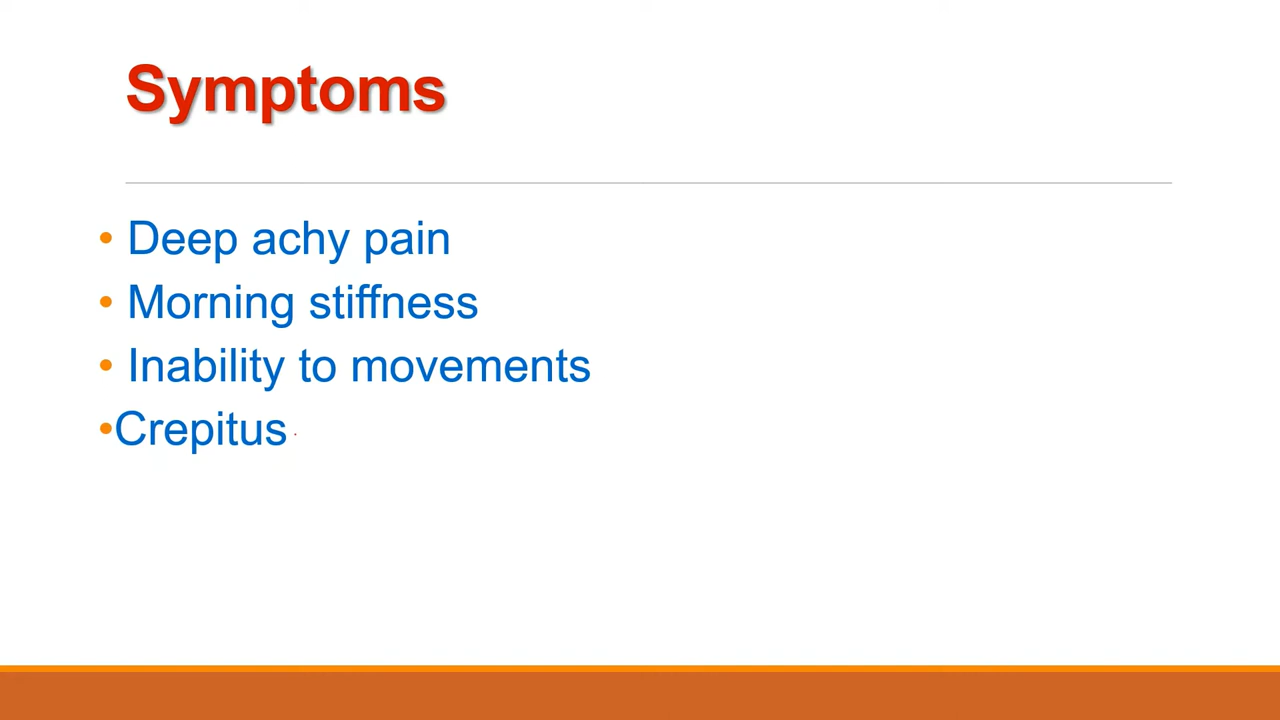 Symptoms
• Deep achy pain
• Morning stiffness
• Inability to movements
•Crepitus